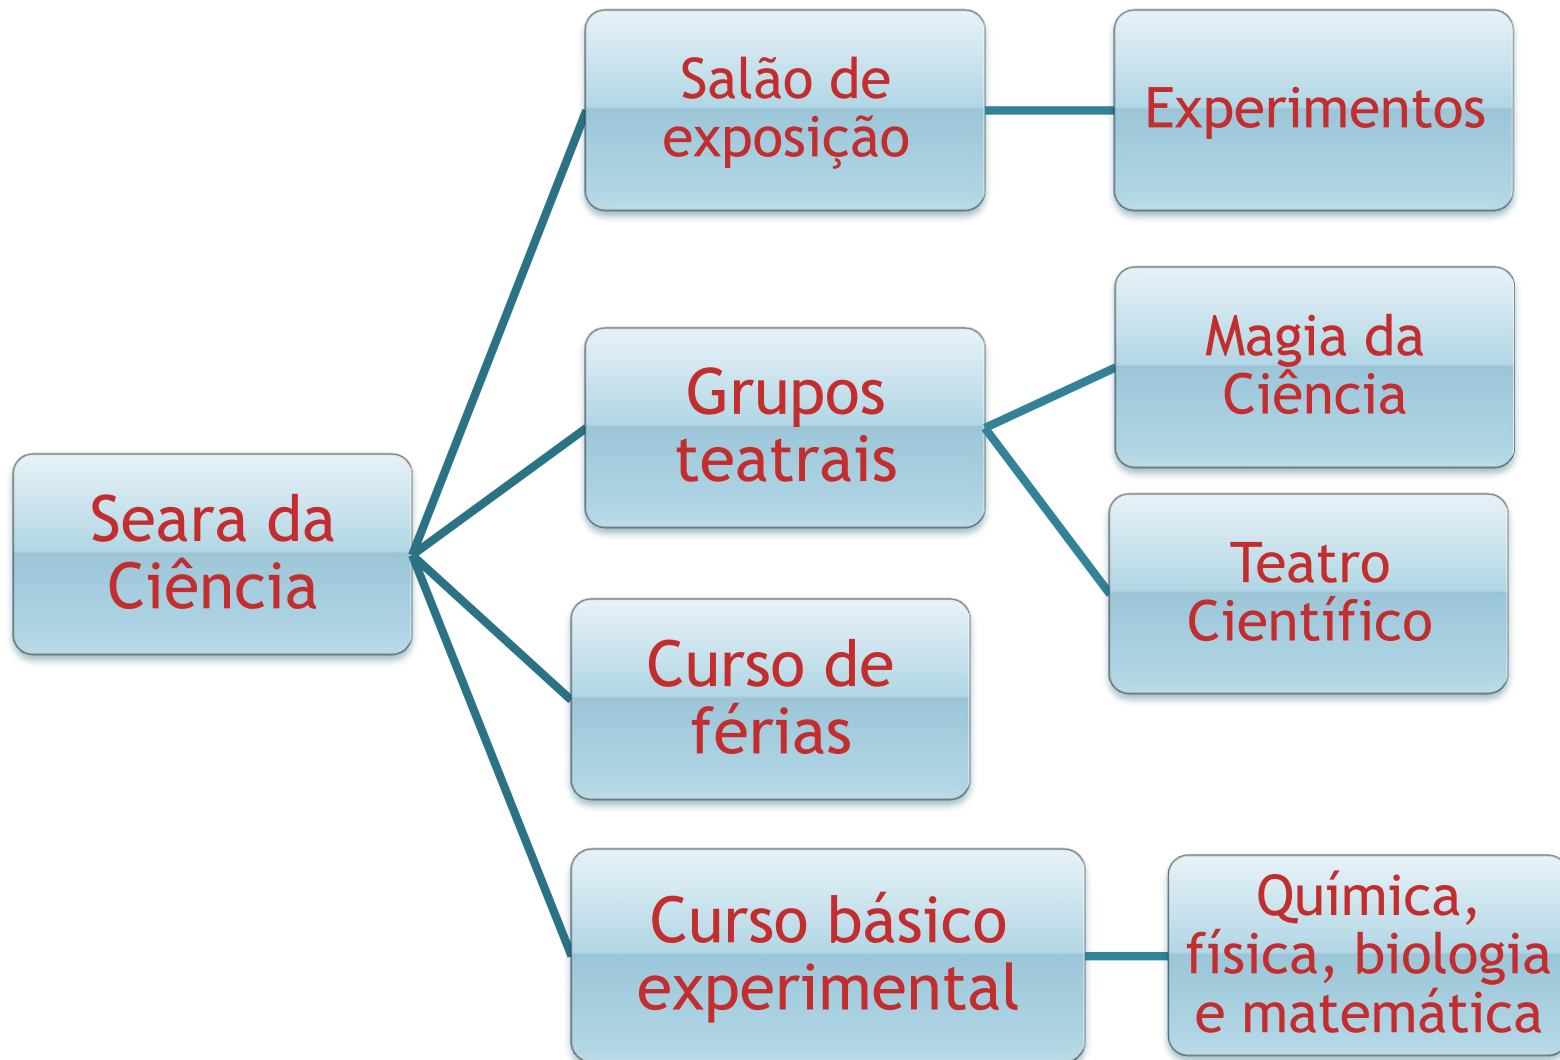 Seara da
Ciência
Salão de
exposição
Experimentos
Grupos
teatrais
Magia da
Ciência
Teatro
Científico
Curso de
férias
Curso básico
experimental
Química,
física, biologia
e matemática